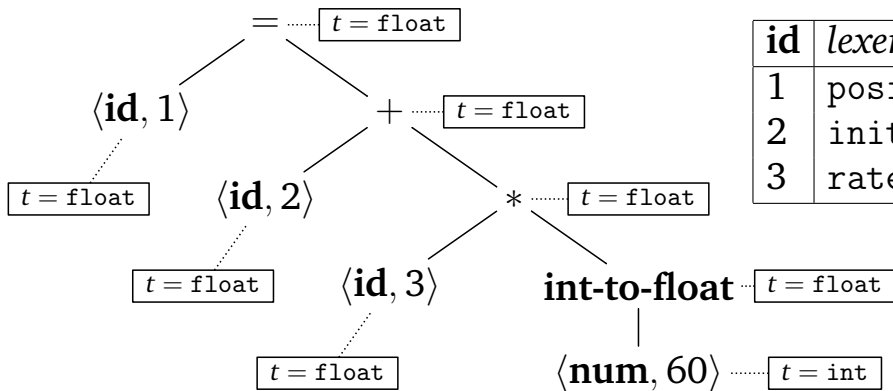 = t = float
id lexe
⟨id, 1⟩ + t = float
1 posi
2 init
t = float ⟨id, 2⟩ * t = float
3 rate
t = float ⟨id, 3⟩ int-to-float t = float
t = float ⟨num, 60⟩ t = int